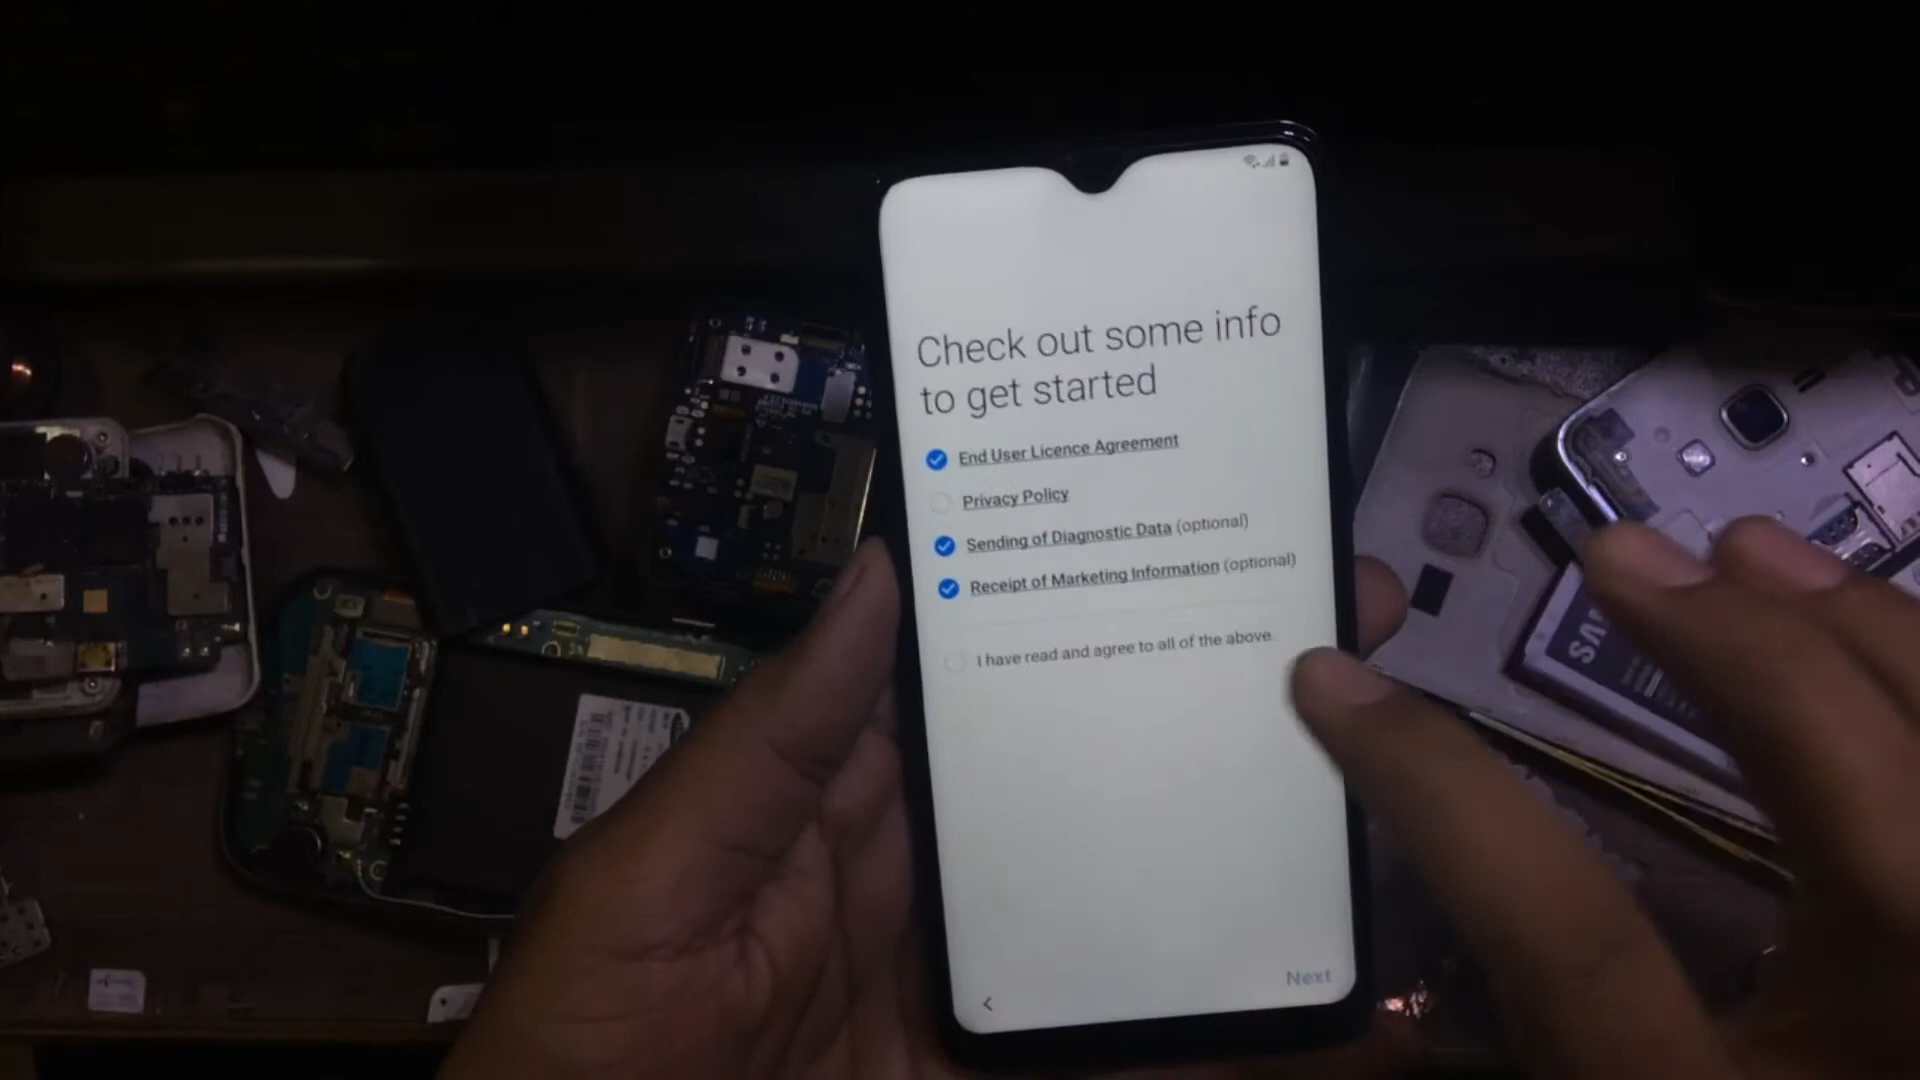 Check out some info
to get started
End User Licence Agreement
Privacy Policy
Sending of Diagnostic Data (optional)
Receipt of Marketing Information (optional)
I have read and agree to all of the above.
Next